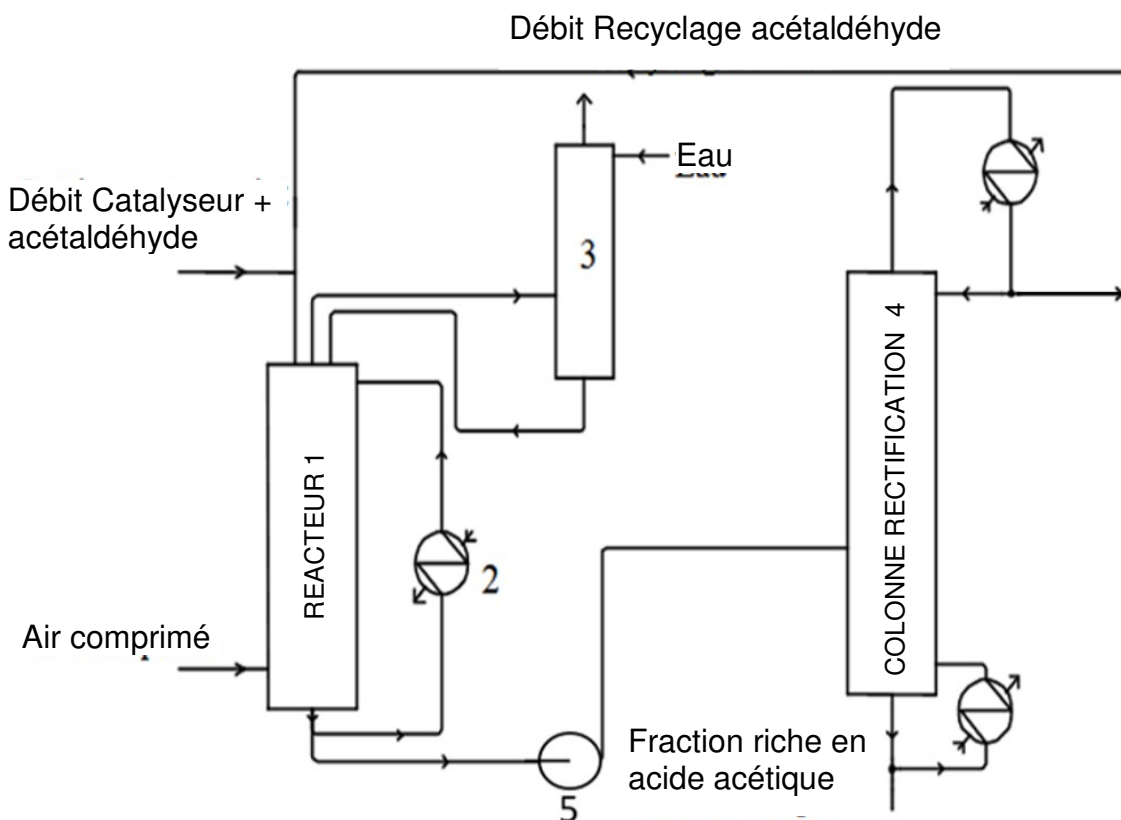 Débit Recyclage acétaldéhyde
Eau
Débit Catalyseur +
acétaldéhyde
3
REACTEUR 1
2
COLONNE RECTIFICATION 4
Air comprimé
Fraction riche en
acide acétique
5